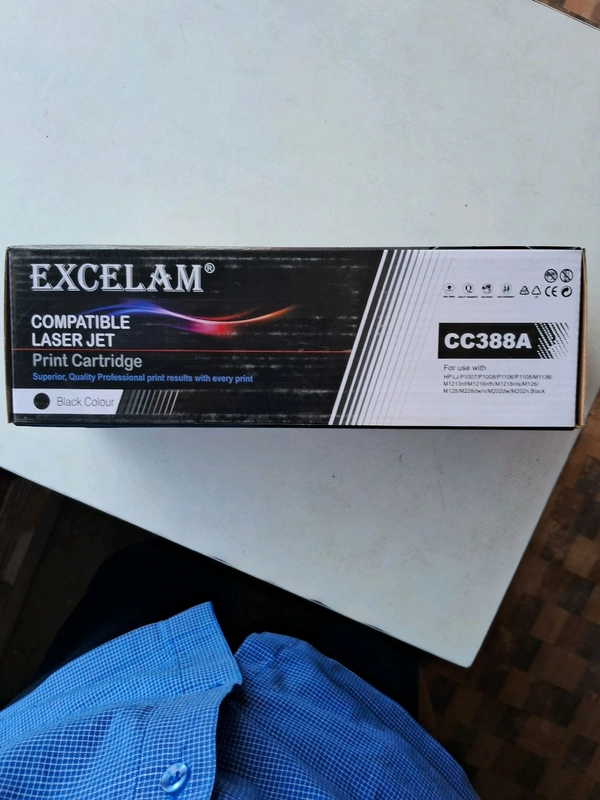 EXCELAM®
COMPATIBLE
LASER JET
Print Cartridge
Superior, Quality Professional print results with every print
Black Colour
CE
CC388A
For use with
HP LJ P1007/P1008/P1106/P1108/M1136/
M1213nf/M1216nfh/M1218nfs/M126/
M128/M226dw/n/M202dw/M202n,Black